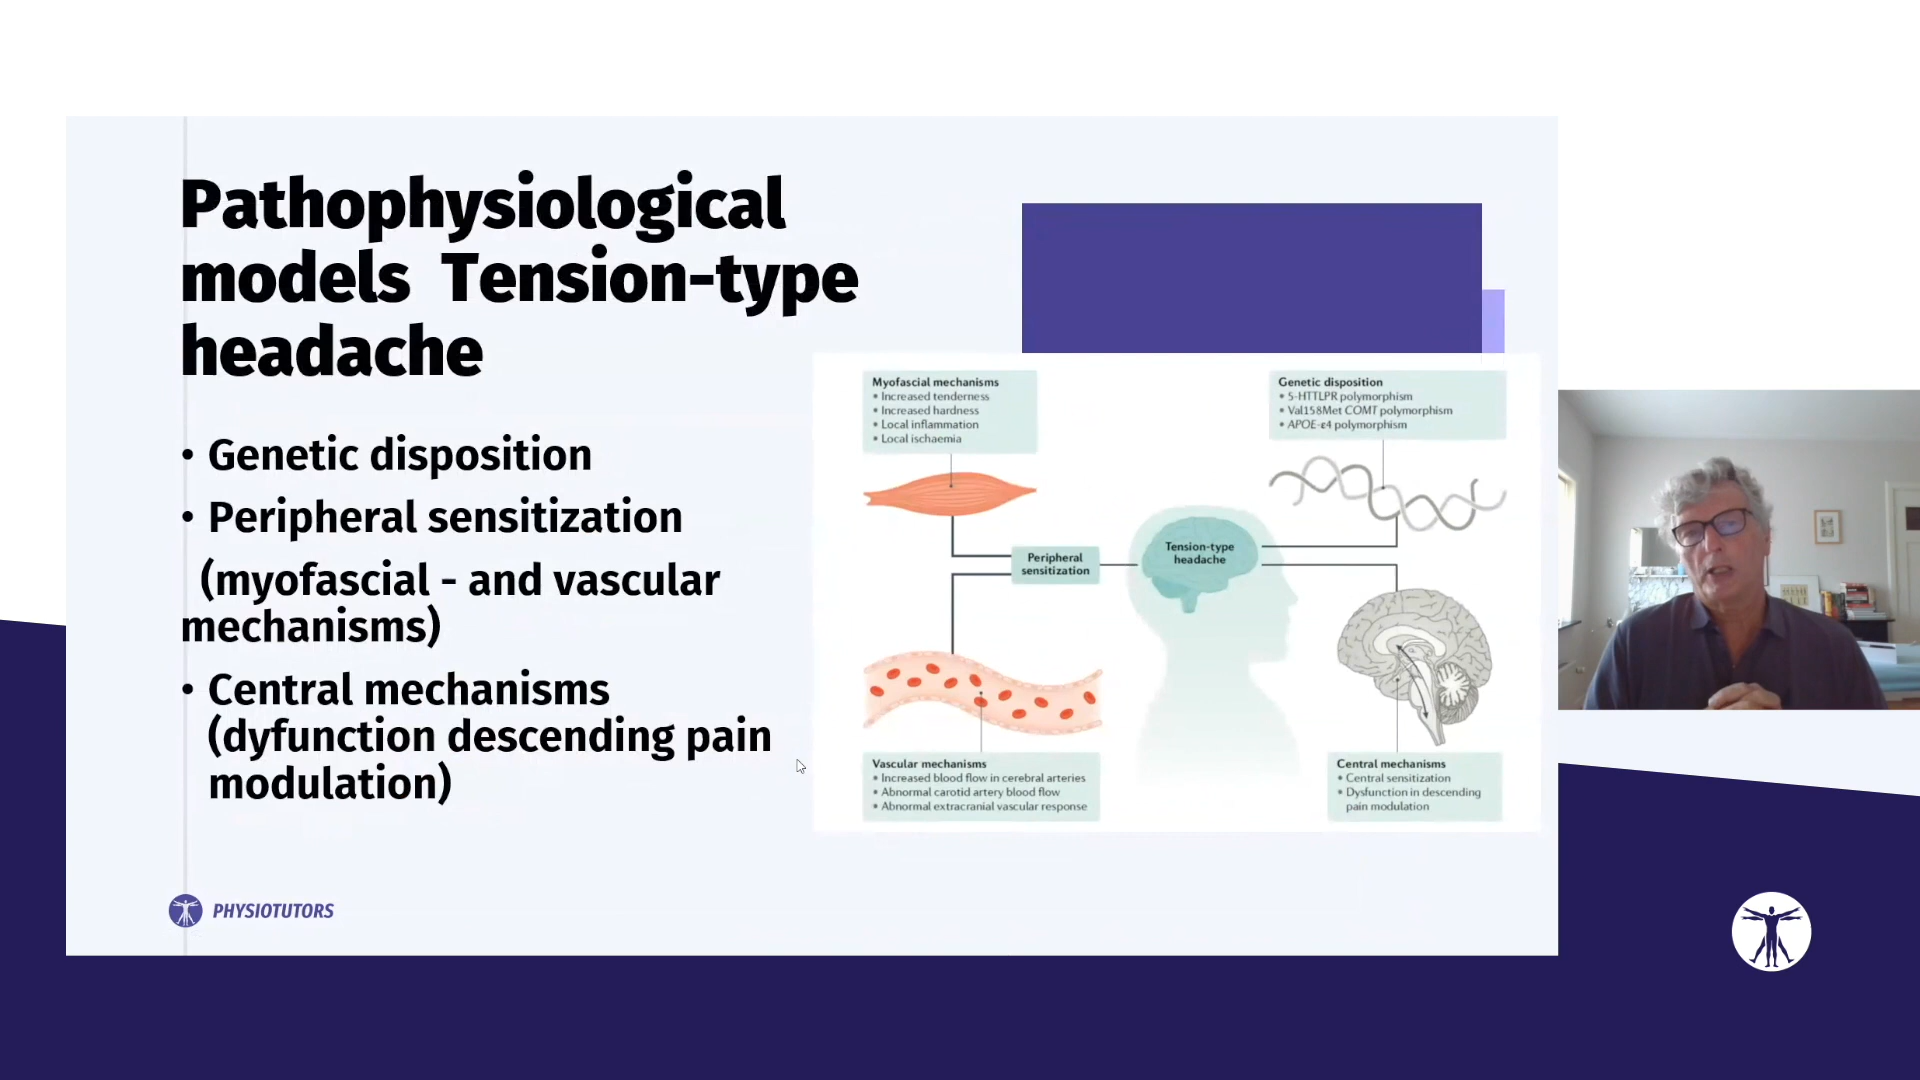 Pathophysiological
models Tension-type
headache
• Genetic disposition
• Peripheral sensitization
(myofascial - and vascular
mechanisms)
• Central mechanisms
(dyfunction descending pain
modulation)
Myofascial mechanisms
• Increased tenderness
• Increased hardness
• Local inflammation
• Local ischaemia
Genetic disposition
• 5-HTTLPR polymorphism
• Val158Met COMT polymorphism
• APOE-ε4 polymorphism
Peripheral
sensitization
Tension-type
headache
Vascular mechanisms
• Increased blood flow in cerebral arteries
• Abnormal carotid artery blood flow
• Abnormal extracranial vascular response
Central mechanisms
• Central sensitization
• Dysfunction in descending
pain modulation
PHYSIOTUTORS